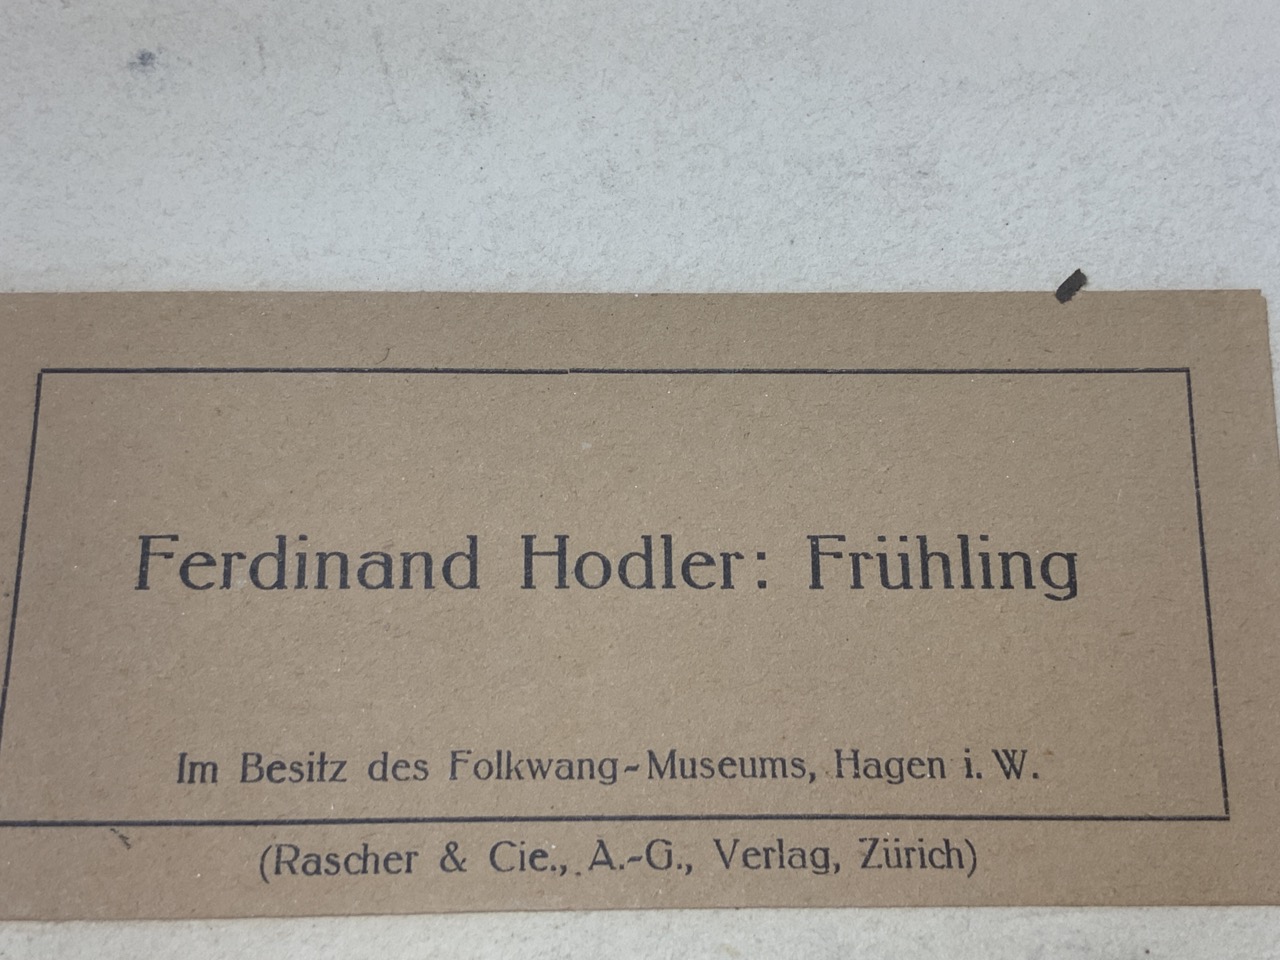 Ferdinand Hodler: Frühling
Im Besitz des Folkwang-Museums, Hagen i. W.
(Rascher & Cie., A.-G., Verlag, Zürich)